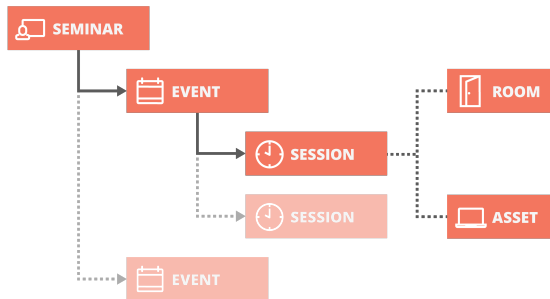 SEMINAR
EVENT
ROOM
SESSION
SESSION
ASSET
EVENT